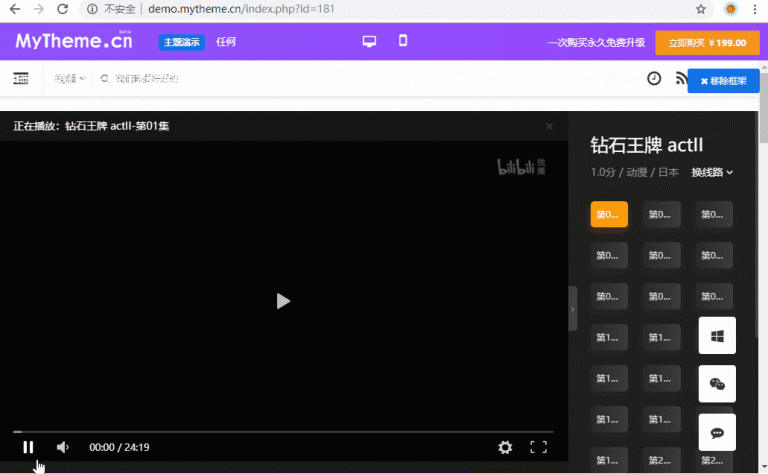 不安全 | demo.mytheme.cn/index.php?id=181
MyTheme.cn beta 主题演示 任何 一次购买永久免费升级 立即购买 ¥199.00
视频 ✖ 移除框架
正在播放：钻石王牌 actII-第01集 ×
bilibili 独播
钻石王牌 actII
1.0分 / 动漫 / 日本 换线路
第0... 第0... 第0...
第0... 第0... 第0...
第0... 第0... 第0...
第1... 第1...
第1... 第1...
第1... 第1...
第1... 第2... 第2...
00:00 / 24:19